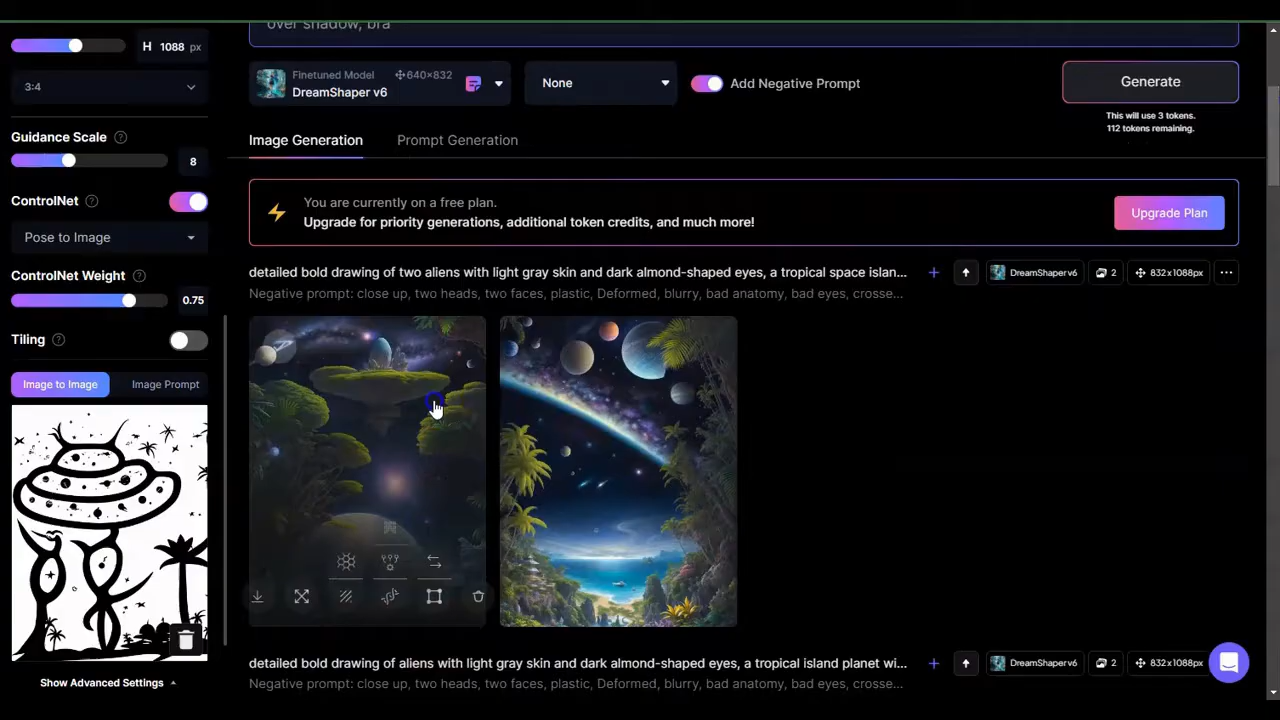 over shadow, bra
H 1088 px
3:4
Finetuned Model 640×832
DreamShaper v6
None
Add Negative Prompt
Generate
This will use 3 tokens.
112 tokens remaining.
Guidance Scale
8
Image Generation
Prompt Generation
ControlNet
You are currently on a free plan.
Upgrade for priority generations, additional token credits, and much more!
Upgrade Plan
Pose to Image
ControlNet Weight
0.75
detailed bold drawing of two aliens with light gray skin and dark almond-shaped eyes, a tropical space islan...
DreamShaper v6
2
832x1088px
Negative prompt: close up, two heads, two faces, plastic, Deformed, blurry, bad anatomy, bad eyes, crosse...
Tiling
Image to Image
Image Prompt
Show Advanced Settings
detailed bold drawing of aliens with light gray skin and dark almond-shaped eyes, a tropical island planet wi...
DreamShaper v6
2
832x1088px
Negative prompt: close up, two heads, two faces, plastic, Deformed, blurry, bad anatomy, bad eyes, crosse...